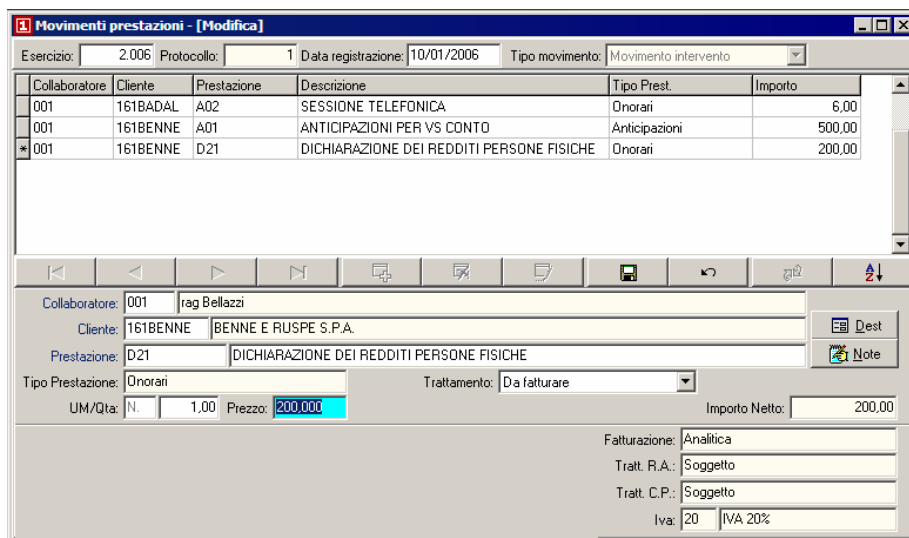 1 Movimenti prestazioni - [Modifica]
Esercizio: 2.006 Protocollo: 1 Data registrazione: 10/01/2006 Tipo movimento: Movimento intervento
Collaboratore Cliente Prestazione Descrizione Tipo Prest. Importo
001 161BADAL A02 SESSIONE TELEFONICA Onorari 6,00
001 161BENNE A01 ANTICIPAZIONI PER VS CONTO Anticipazioni 500,00
* 001 161BENNE D21 DICHIARAZIONE DEI REDDITI PERSONE FISICHE Onorari 200,00
A Z
Collaboratore: 001 rag Bellazzi
Cliente: 161BENNE BENNE E RUSPE S.P.A. Dest
Prestazione: D21 DICHIARAZIONE DEI REDDITI PERSONE FISICHE Note
Tipo Prestazione: Onorari Trattamento: Da fatturare
UM/Qta: N. 1,00 Prezzo: 200,000 Importo Netto: 200,00
Fatturazione: Analitica
Tratt. R.A.: Soggetto
Tratt. C.P.: Soggetto
Iva: 20 IVA 20%